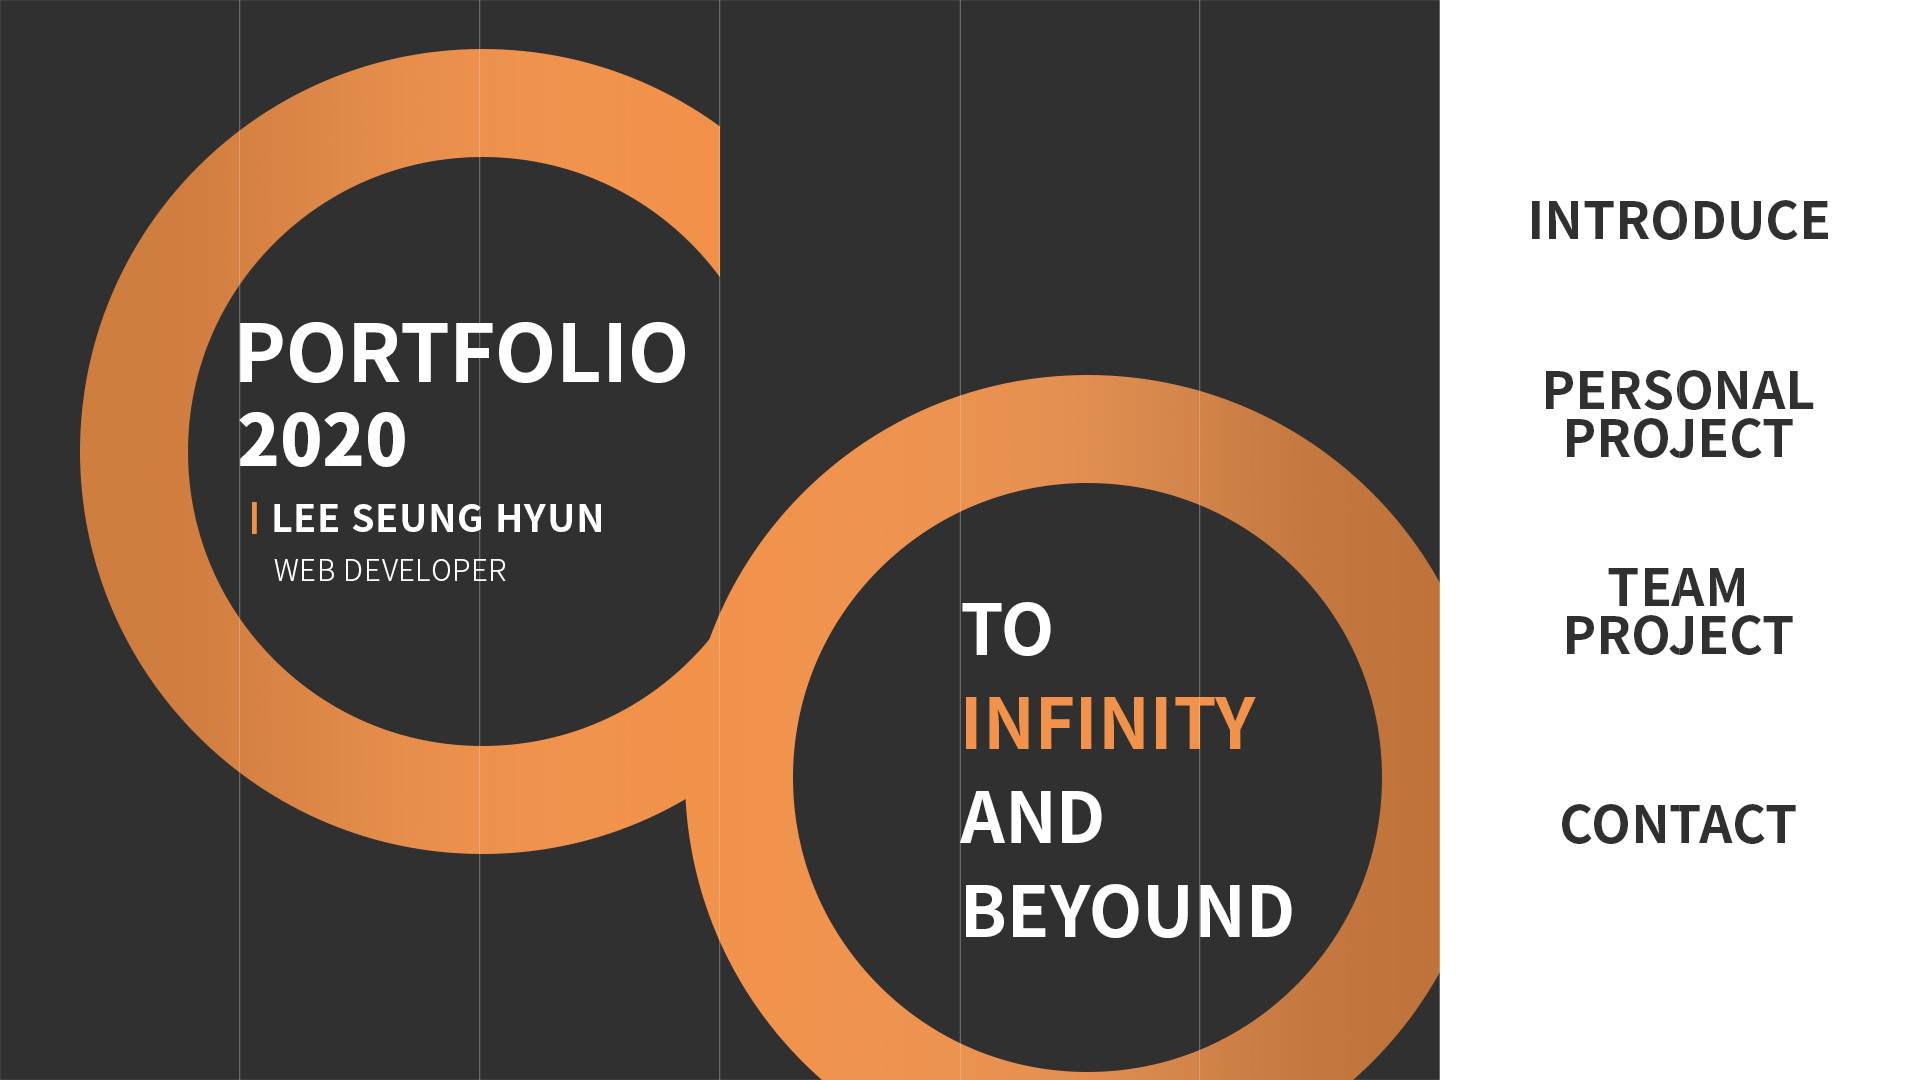 PORTFOLIO
2020
LEE SEUNG HYUN
WEB DEVELOPER
TO
INFINITY
AND
BEYOUND
INTRODUCE
PERSONAL
PROJECT
TEAM
PROJECT
CONTACT